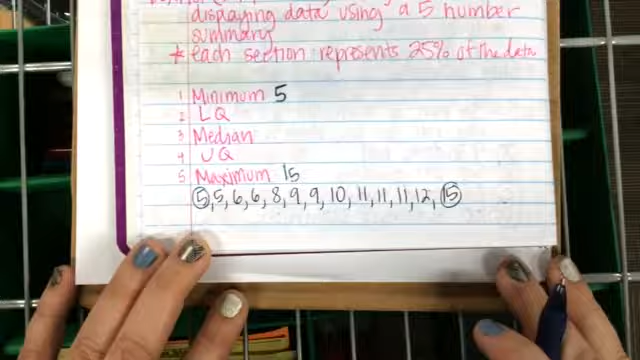 displaying data using a 5 number
summary
* each section represents 25% of the data
1 Minimum 5
2 LQ
3 Median
4 UQ
5 Maximum 15
5, 5, 6, 6, 8, 9, 9, 10, 11, 11, 11, 12, 15